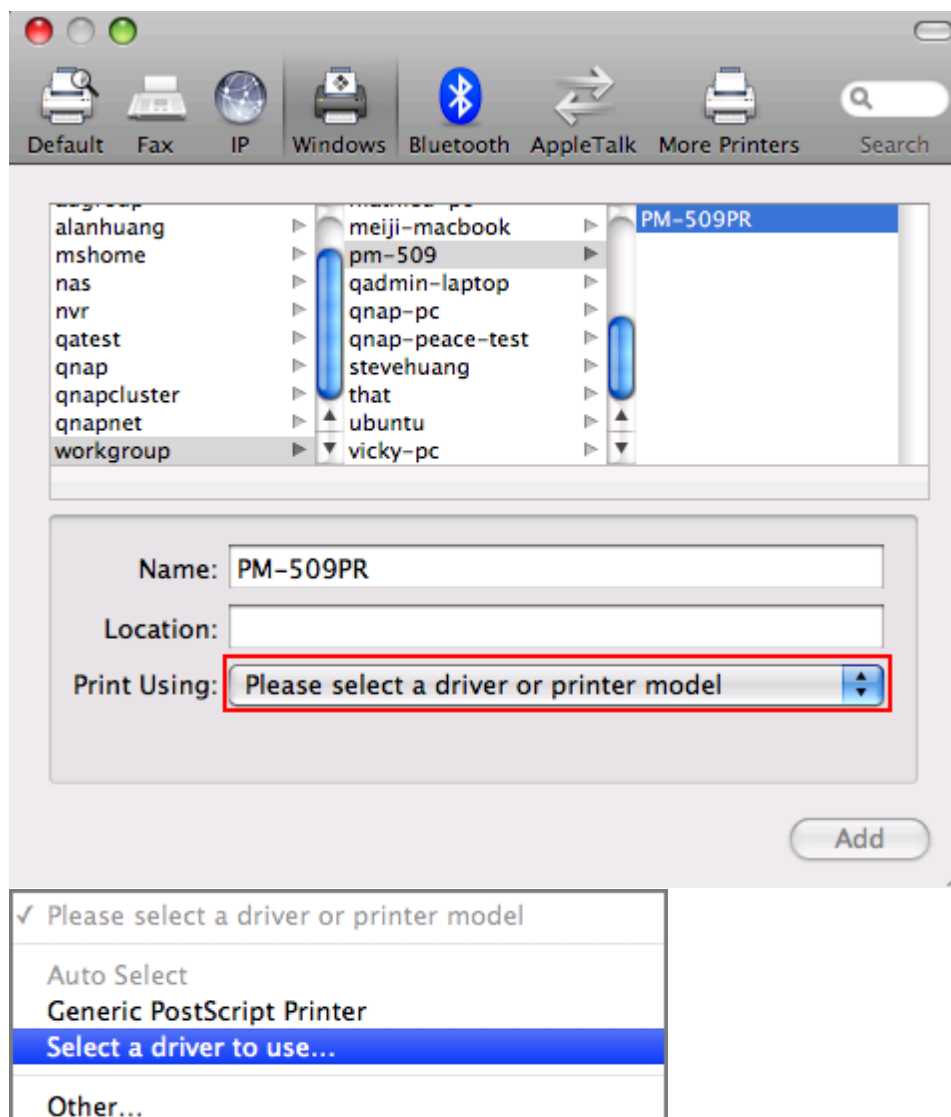 Default Fax IP Windows Bluetooth AppleTalk More Printers Search
alanhuang
mshome
nas
nvr
qatest
qnap
qnapcluster
qnapnet
workgroup
meiji-macbook
pm-509
qadmin-laptop
qnap-pc
qnap-peace-test
stevehuang
that
ubuntu
vicky-pc
PM-509PR
Name: PM-509PR
Location:
Print Using: Please select a driver or printer model
Add
✓ Please select a driver or printer model
Auto Select
Generic PostScript Printer
Select a driver to use...
Other...